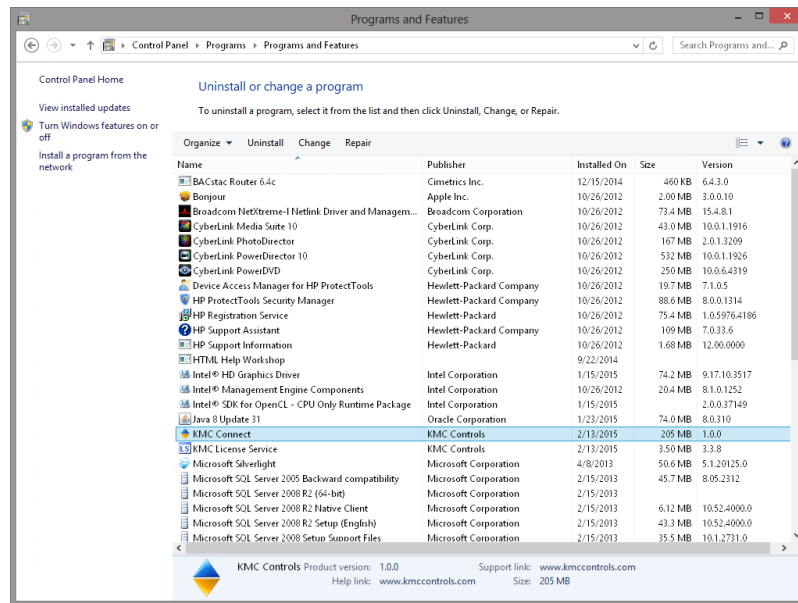 Programs and Features
Control Panel Programs Programs and Features Search Programs and...
Control Panel Home
View installed updates
Turn Windows features on or
off
Install a program from the
network
Uninstall or change a program
To uninstall a program, select it from the list and then click Uninstall, Change, or Repair.
Organize Uninstall Change Repair
Name Publisher Installed On Size Version
BACstac Router 6.4c Cimetrics Inc. 12/15/2014 460 KB 6.4.3.0
Bonjour Apple Inc. 10/26/2012 2.00 MB 3.0.0.10
Broadcom NetXtreme-I Netlink Driver and Managem... Broadcom Corporation 10/26/2012 73.4 MB 15.4.8.1
CyberLink Media Suite 10 CyberLink Corp. 10/26/2012 43.0 MB 10.0.1.1916
CyberLink PhotoDirector CyberLink Corp. 10/26/2012 167 MB 2.0.1.3209
CyberLink PowerDirector 10 CyberLink Corp. 10/26/2012 532 MB 10.0.1.1926
CyberLink PowerDVD CyberLink Corp. 10/26/2012 250 MB 10.0.6.4319
Device Access Manager for HP ProtectTools Hewlett-Packard Company 10/26/2012 19.7 MB 7.1.0.5
HP ProtectTools Security Manager Hewlett-Packard Company 10/26/2012 88.6 MB 8.0.0.1314
HP Registration Service Hewlett-Packard 10/26/2012 75.4 MB 1.0.5976.4186
HP Support Assistant Hewlett-Packard Company 10/26/2012 109 MB 7.0.33.6
HP Support Information Hewlett-Packard 10/26/2012 1.68 MB 12.00.0000
HTML Help Workshop 9/22/2014
Intel® HD Graphics Driver Intel Corporation 1/15/2015 74.2 MB 9.17.10.3517
Intel® Management Engine Components Intel Corporation 10/26/2012 20.4 MB 8.1.0.1252
Intel® SDK for OpenCL - CPU Only Runtime Package Intel Corporation 1/15/2015 2.0.0.37149
Java 8 Update 31 Oracle Corporation 1/23/2015 74.0 MB 8.0.310
KMC Connect KMC Controls 2/13/2015 205 MB 1.0.0
LS KMC License Service KMC Controls 2/13/2015 3.50 MB 3.3.8
Microsoft Silverlight Microsoft Corporation 4/8/2013 50.6 MB 5.1.20125.0
Microsoft SQL Server 2005 Backward compatibility Microsoft Corporation 2/15/2013 45.7 MB 8.05.2312
Microsoft SQL Server 2008 R2 (64-bit) Microsoft Corporation 2/15/2013
Microsoft SQL Server 2008 R2 Native Client Microsoft Corporation 2/15/2013 6.12 MB 10.52.4000.0
Microsoft SQL Server 2008 R2 Setup (English) Microsoft Corporation 2/15/2013 43.3 MB 10.52.4000.0
Microsoft SQL Server 2008 Setup Support Files Microsoft Corporation 2/15/2013 35.5 MB 10.1.2731.0
KMC Controls Product version: 1.0.0 Support link: www.kmccontrols.com
Help link: www.kmccontrols.com Size: 205 MB